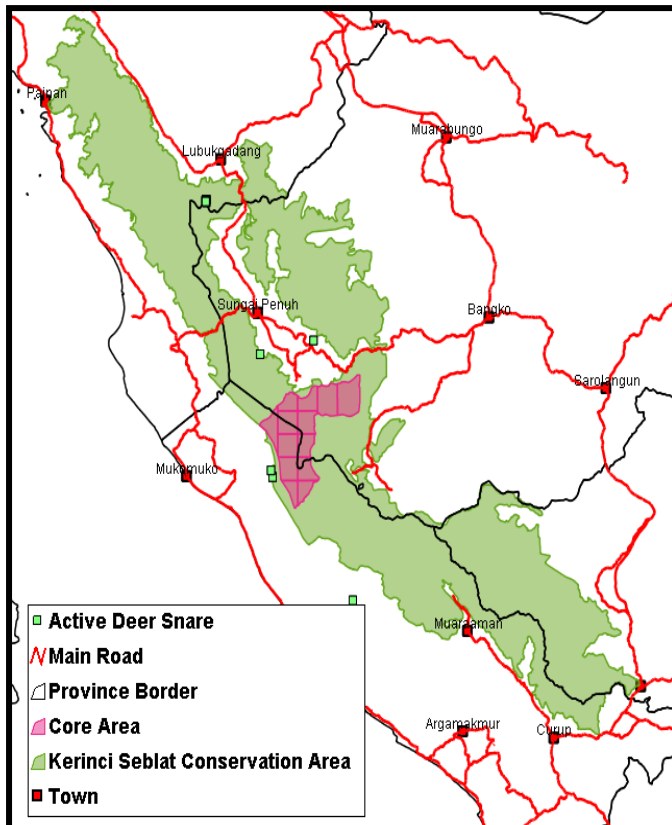 Painan
Muarabungo
Lubukgadang
Sungai Penuh
Bangko
Sarolangun
Mukomuko
Muaraaman
Argamakmur
Curup
Active Deer Snare
Main Road
Province Border
Core Area
Kerinci Seblat Conservation Area
Town